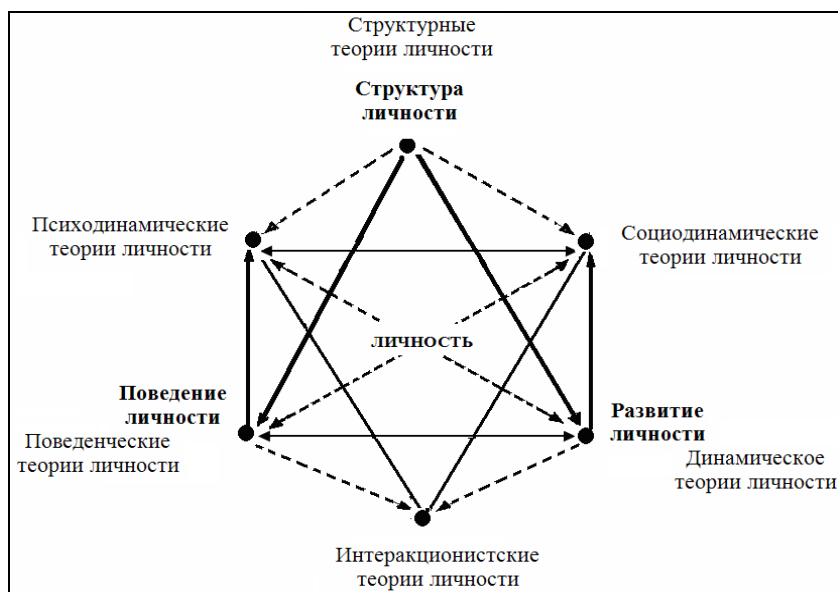 Структурные
теории личности
Структура
личности
Психодинамические
теории личности
Социодинамические
теории личности
личность
Поведение
личности
Поведенческие
теории личности
Развитие
личности
Динамическое
теории личности
Интеракционистские
теории личности